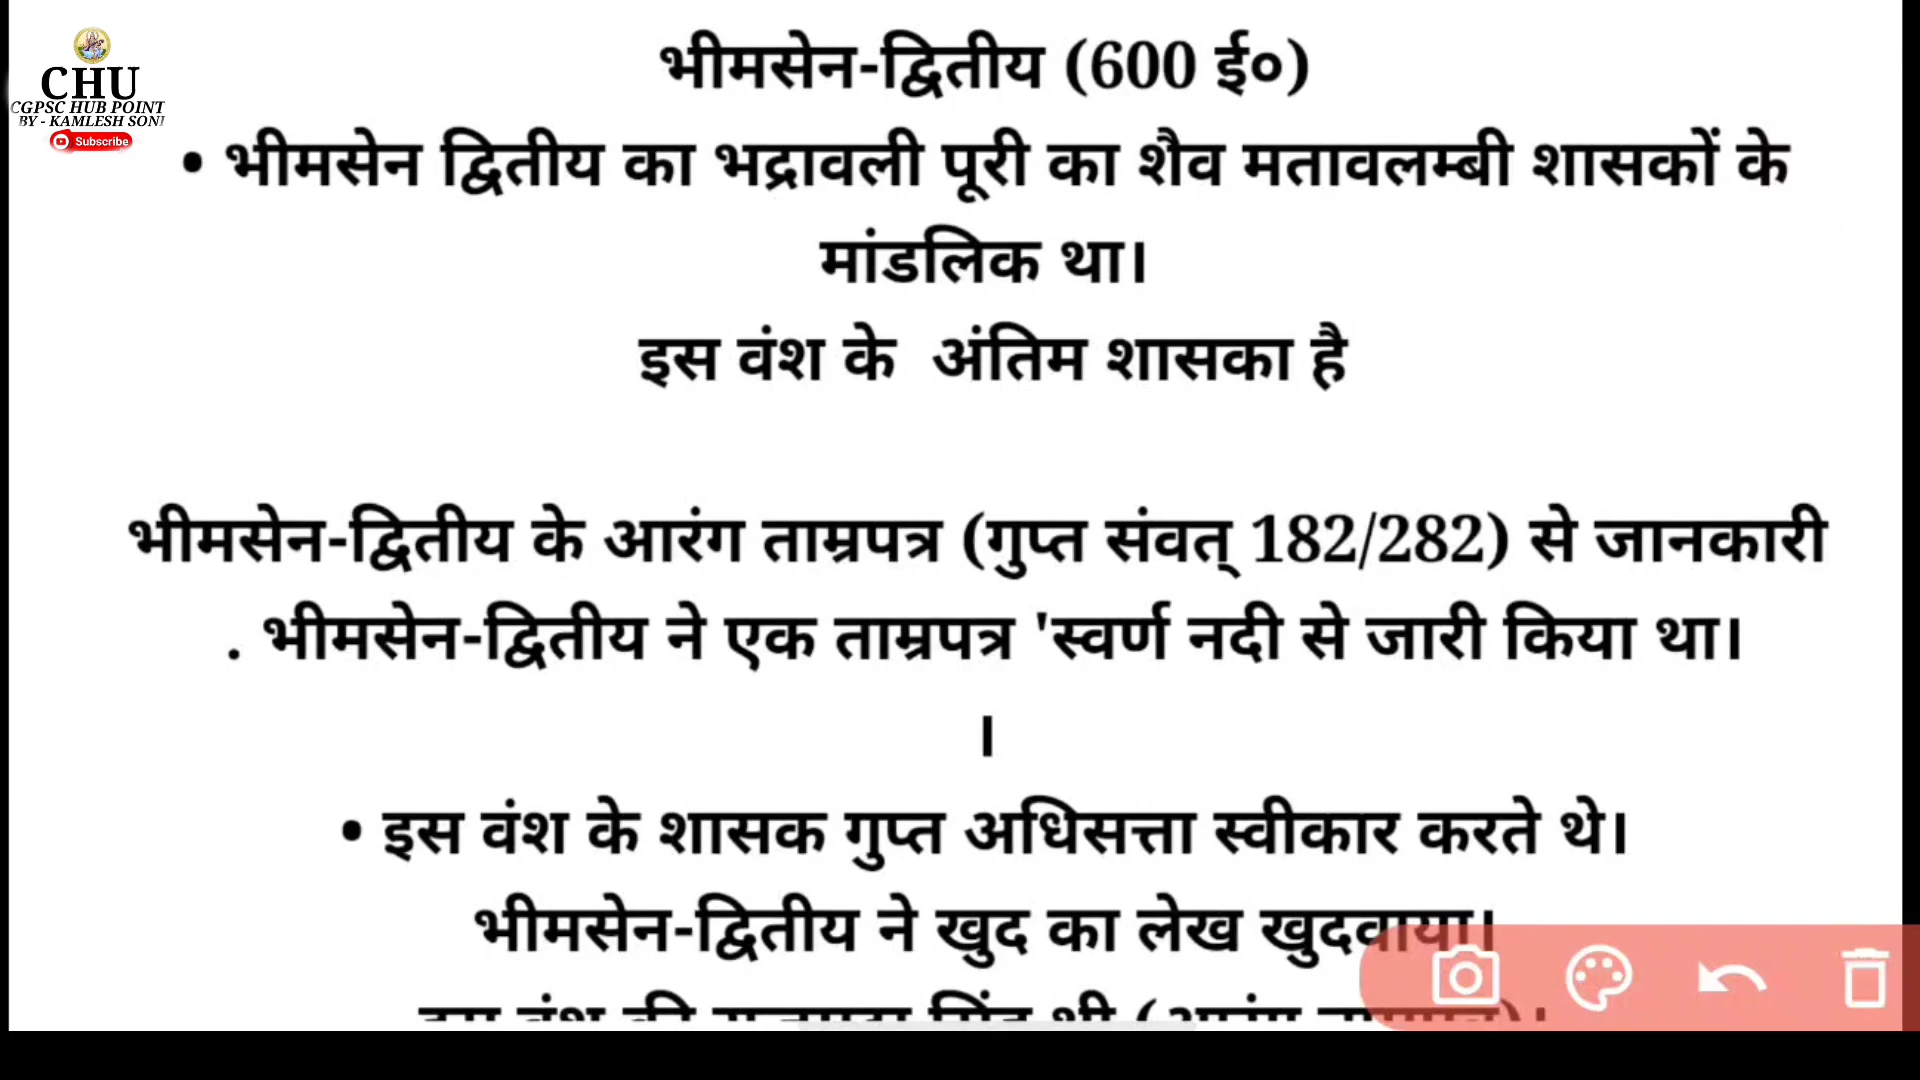 CHU
CGPSC HUB POINT
BY - KAMLESH SONI
Subscribe
भीमसेन-द्वितीय (600 ई०)
• भीमसेन द्वितीय का भद्रावली पूरी का शैव मतावलम्बी शासकों के
मांडलिक था।
इस वंश के अंतिम शासका है
भीमसेन-द्वितीय के आरंग ताम्रपत्र (गुप्त संवत् 182/282) से जानकारी
. भीमसेन-द्वितीय ने एक ताम्रपत्र 'स्वर्ण नदी से जारी किया था।
।
• इस वंश के शासक गुप्त अधिसत्ता स्वीकार करते थे।
भीमसेन-द्वितीय ने खुद का लेख खुदवाया।